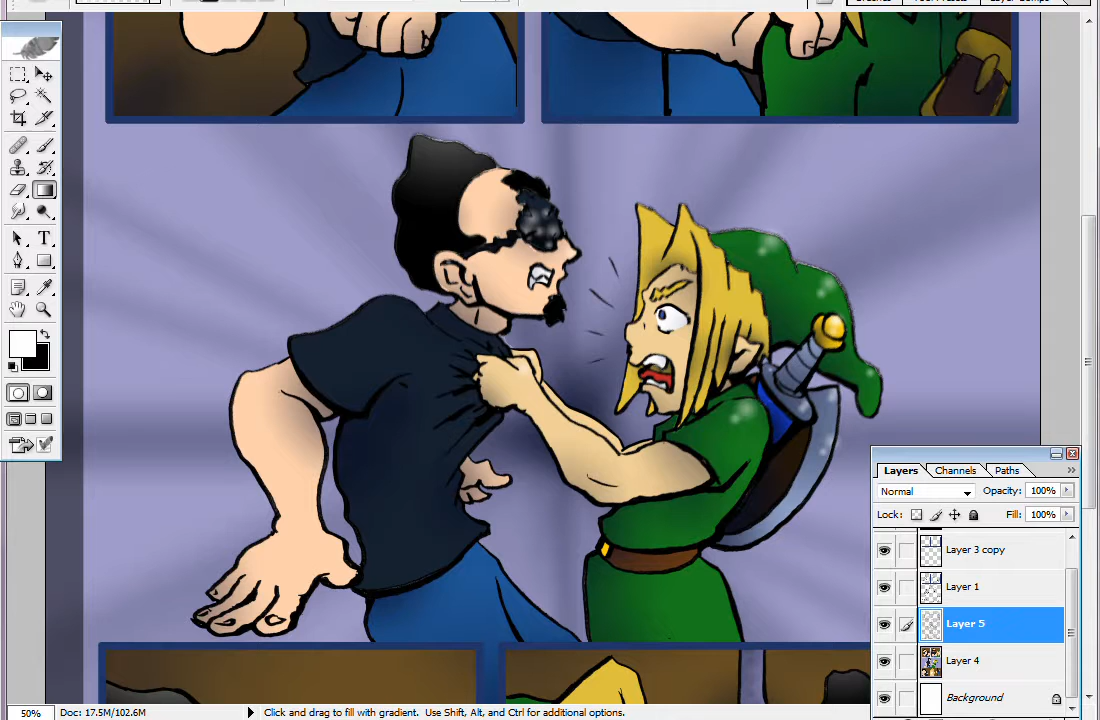 Layers Channels Paths
Normal Opacity: 100%
Lock: Fill: 100%
Layer 3 copy
Layer 1
Layer 5
Layer 4
Background
50% Doc: 17.5M/102.6M Click and drag to fill with gradient. Use Shift, Alt, and Ctrl for additional options.